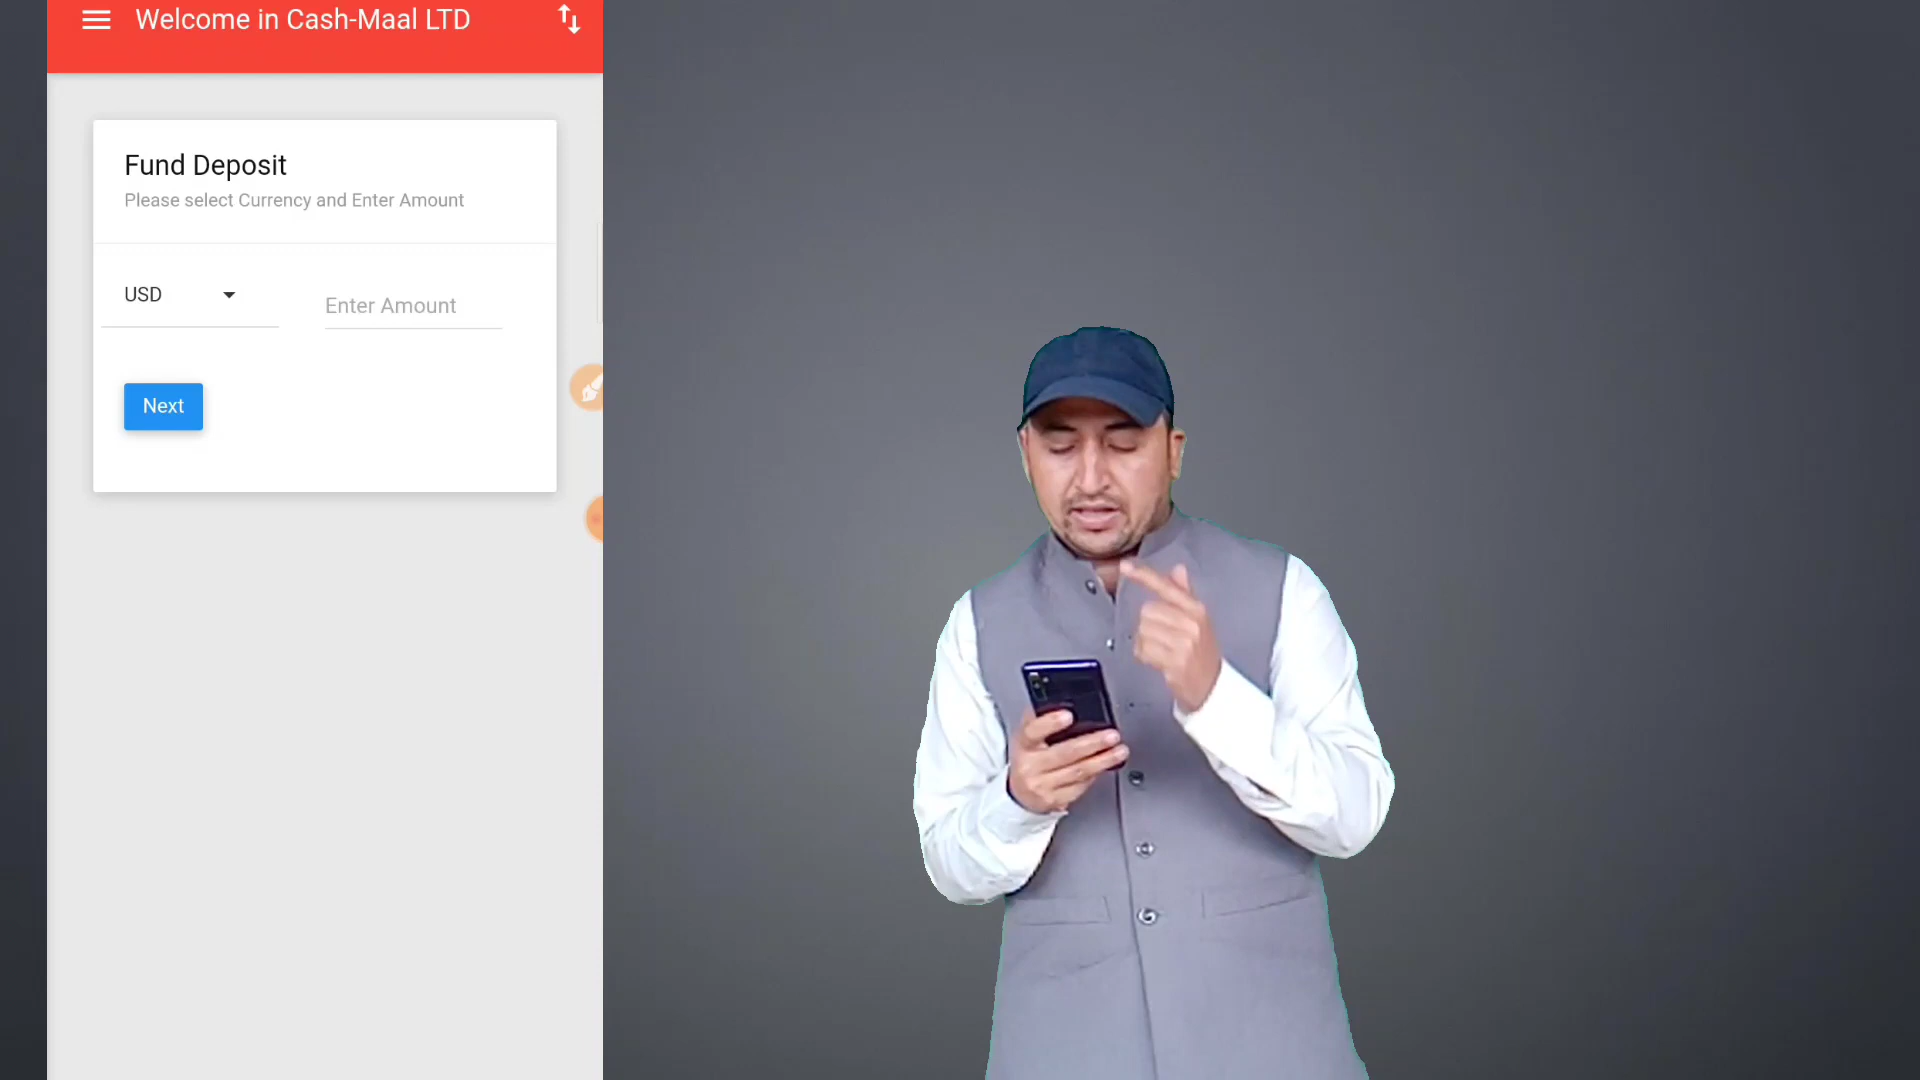 Welcome in Cash-Maal LTD
Fund Deposit
Please select Currency and Enter Amount
USD
Enter Amount
Next